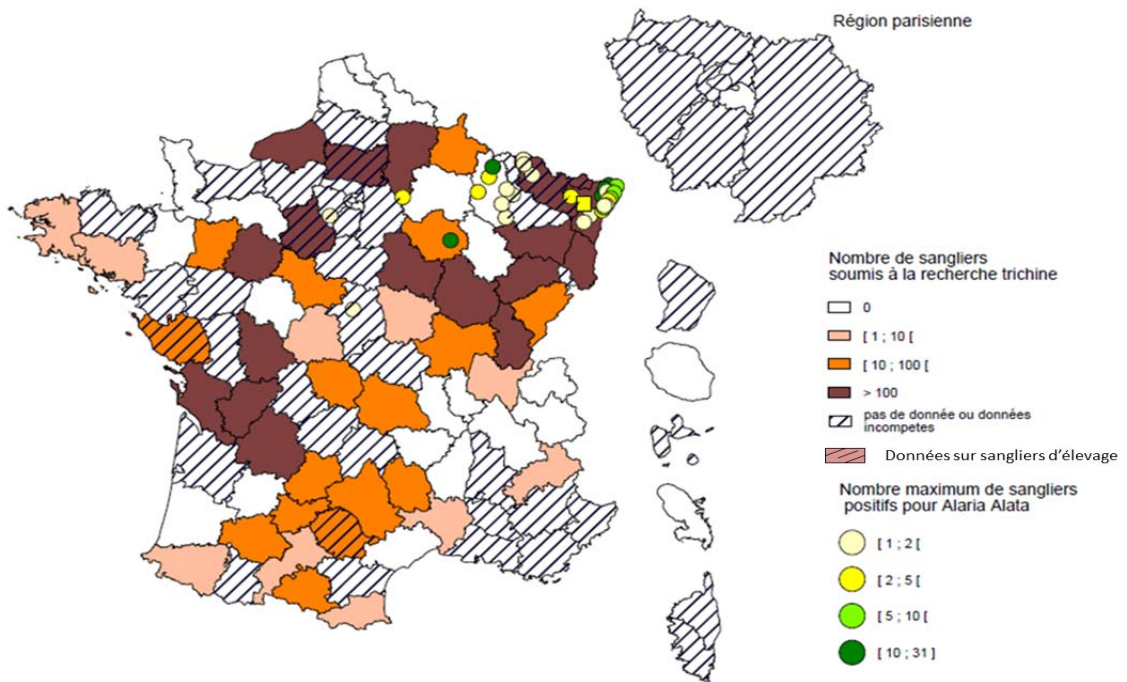 Région parisienne
Nombre de sangliers
soumis à la recherche trichine
0
[ 1 ; 10 [
[ 10 ; 100 [
> 100
pas de donnée ou données
incompetes
Données sur sangliers d'élevage
Nombre maximum de sangliers
positifs pour Alaria Alata
[ 1 ; 2 [
[ 2 ; 5 [
[ 5 ; 10 [
[ 10 ; 31 ]